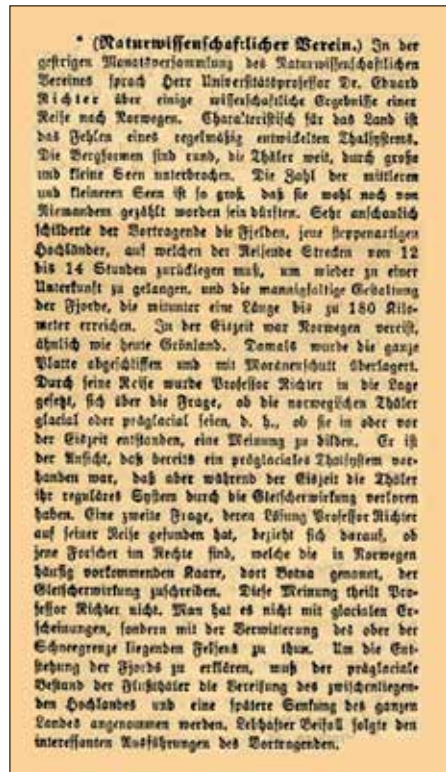 * (Naturwissenschaftlicher Verein.) In der
gestrigen Monatsversammlung des Naturwissenschaftlichen
Vereines sprach Herr Universitätsprofessor Dr. Eduard
Richter über einige wissenschaftliche Ergebnisse einer
Reise nach Norwegen. Charakteristisch für das Land ist
das Fehlen eines regelmäßig entwickelten Thalsystems.
Die Bergformen sind rund, die Thäler weit, durch große
und kleine Seen unterbrochen. Die Zahl der mittleren
und kleineren Seen ist so groß, daß sie wohl noch von
Niemandem gezählt worden sein dürften. Sehr anschaulich
schilderte der Vortragende die Fjelden, jene steppenartigen
Hochländer, auf welchen der Reisende Strecken von 12
bis 14 Stunden zurücklegen muß, um wieder zu einer
Unterkunft zu gelangen, und die mannigfaltige Gestaltung
der Fjorde, die mitunter eine Länge bis zu 180 Kilo-
meter erreichen. In der Eiszeit war Norwegen vereist,
ähnlich wie heute Grönland. Damals wurde die ganze
Platte abgeschliffen und mit Moränenschutt überlagert.
Durch seine Reise wurde Professor Richter in die Lage
gesetzt, sich über die Frage, ob die norwegischen Thäler
glacial oder präglacial seien, d. h., ob sie in oder vor
der Eiszeit entstanden, eine Meinung zu bilden. Er ist
der Ansicht, daß bereits ein präglaciales Thalsystem vor-
handen war, daß aber während der Eiszeit die Thäler
ihr reguläres System durch die Gletscherwirkung verloren
haben. Eine zweite Frage, deren Lösung Professor Richter
auf seiner Reise gefunden hat, bezieht sich darauf, ob
jene Forscher im Rechte sind, welche die in Norwegen
häufig vorkommenden Kaare, dort Botna genannt, der
Gletscherwirkung zuschreiben. Diese Meinung theilt Pro-
fessor Richter nicht. Man hat es nicht mit glacialen Er-
scheinungen, sondern mit der Verwitterung des ober der
Schneegrenze liegenden Felsens zu thun. Um die Ent-
stehung der Fjords zu erklären, muß der präglaciale
Bestand der Flußthäler die Vereisung des zwischenliegen-
den Hochlandes und eine spätere Senkung des ganzen
Landes angenommen werden. Lebhafter Beifall folgte den
interessanten Ausführungen des Vortragenden.